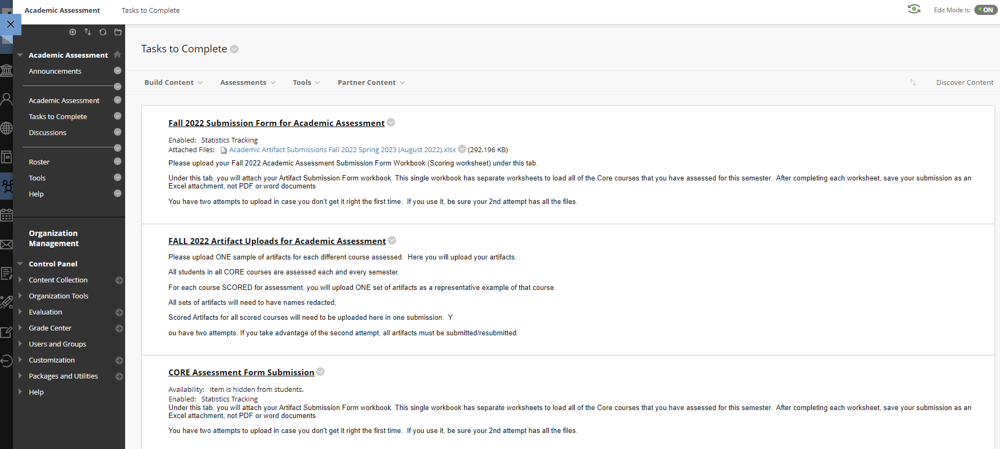 Academic Assessment Tasks to Complete Edit Mode is: ON
Academic Assessment
Announcements
Academic Assessment
Tasks to Complete
Discussions
Roster
Tools
Help
Organization
Management
Control Panel
Content Collection
Organization Tools
Evaluation
Grade Center
Users and Groups
Customization
Packages and Utilities
Help
Tasks to Complete
Build Content Assessments Tools Partner Content Discover Content
Fall 2022 Submission Form for Academic Assessment
Enabled: Statistics Tracking
Attached Files: Academic Artifact Submissions Fall 2022 Spring 2023 (August 2022).xlsx (292.196 KB)
Please upload your Fall 2022 Academic Assessment Submission Form Workbook (Scoring worksheet) under this tab.
Under this tab, you will attach your Artifact Submission Form workbook. This single workbook has separate worksheets to load all of the Core courses that you have assessed for this semester. After completing each worksheet, save your submission as an
Excel attachment, not PDF or word documents
You have two attempts to upload in case you don't get it right the first time. If you use it, be sure your 2nd attempt has all the files.
FALL 2022 Artifact Uploads for Academic Assessment
Please upload ONE sample of artifacts for each different course assessed. Here you will upload your artifacts.
All students in all CORE courses are assessed each and every semester.
For each course SCORED for assessment, you will upload ONE set of artifacts as a representative example of that course.
All sets of artifacts will need to have names redacted,
Scored Artifacts for all scored courses will need to be uploaded here in one submission. Y
ou have two attempts. If you take advantage of the second attempt, all artifacts must be submitted/resubmitted.
CORE Assessment Form Submission
Availability: Item is hidden from students.
Enabled: Statistics Tracking
Under this tab, you will attach your Artifact Submission Form workbook. This single workbook has separate worksheets to load all of the Core courses that you have assessed for this semester. After completing each worksheet, save your submission as an
Excel attachment, not PDF or word documents
You have two attempts to upload in case you don't get it right the first time. If you use it, be sure your 2nd attempt has all the files.